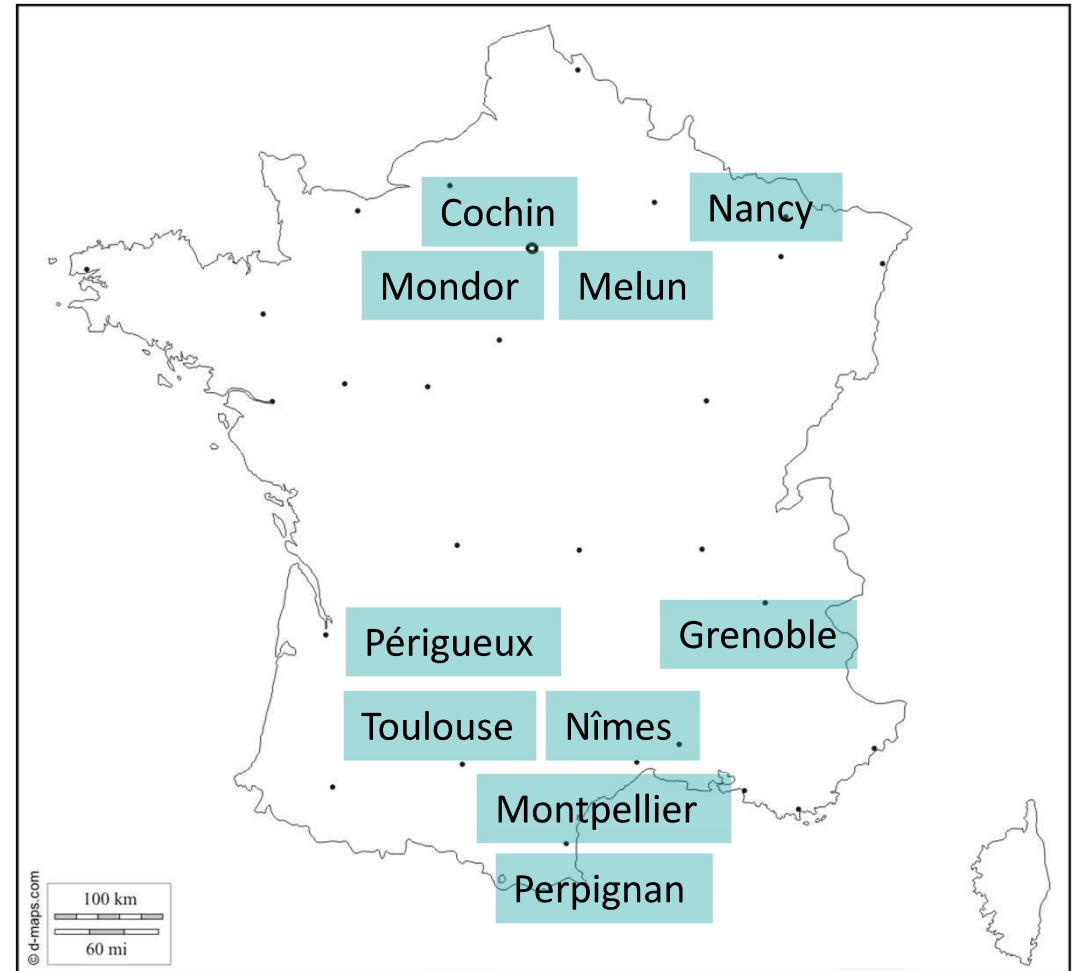 Cochin
Nancy
Mondor
Melun
Périgueux
Grenoble
Toulouse
Nîmes
Montpellier
Perpignan
© d-maps.com
100 km
60 mi